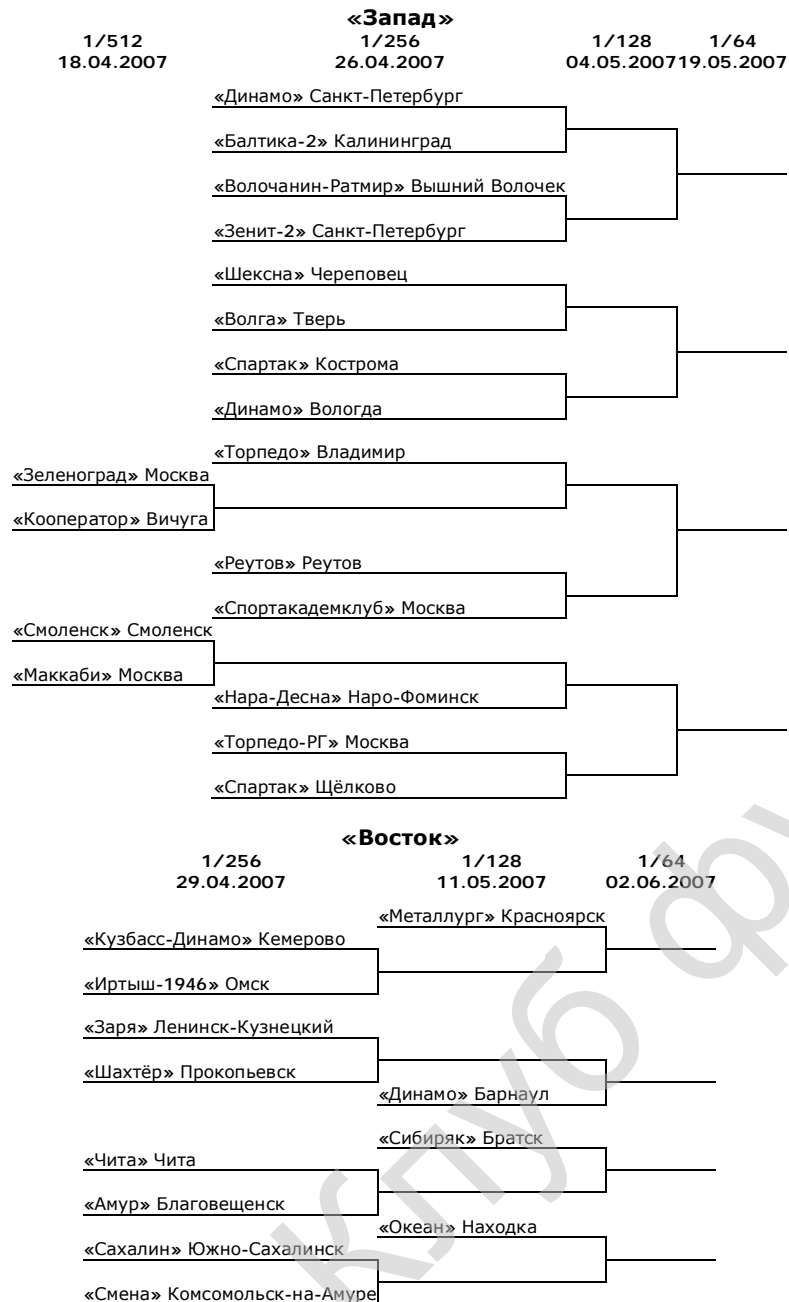 «Запад»
1/512 1/256 1/128 1/64
18.04.2007 26.04.2007 04.05.2007 19.05.2007
«Динамо» Санкт-Петербург
«Балтика-2» Калининград
«Волочанин-Ратмир» Вышний Волочек
«Зенит-2» Санкт-Петербург
«Шексна» Череповец
«Волга» Тверь
«Спартак» Кострома
«Динамо» Вологда
«Торпедо» Владимир
«Зеленоград» Москва
«Кооператор» Вичуга
«Реутов» Реутов
«Спортакадемклуб» Москва
«Смоленск» Смоленск
«Маккаби» Москва
«Нара-Десна» Наро-Фоминск
«Торпедо-РГ» Москва
«Спартак» Щёлково
«Восток»
1/256 1/128 1/64
29.04.2007 11.05.2007 02.06.2007
«Металлург» Красноярск
«Кузбасс-Динамо» Кемерово
«Иртыш-1946» Омск
«Заря» Ленинск-Кузнецкий
«Шахтёр» Прокопьевск
«Динамо» Барнаул
«Сибиряк» Братск
«Чита» Чита
«Амур» Благовещенск
«Океан» Находка
«Сахалин» Южно-Сахалинск
«Смена» Комсомольск-на-Амуре
Клуб